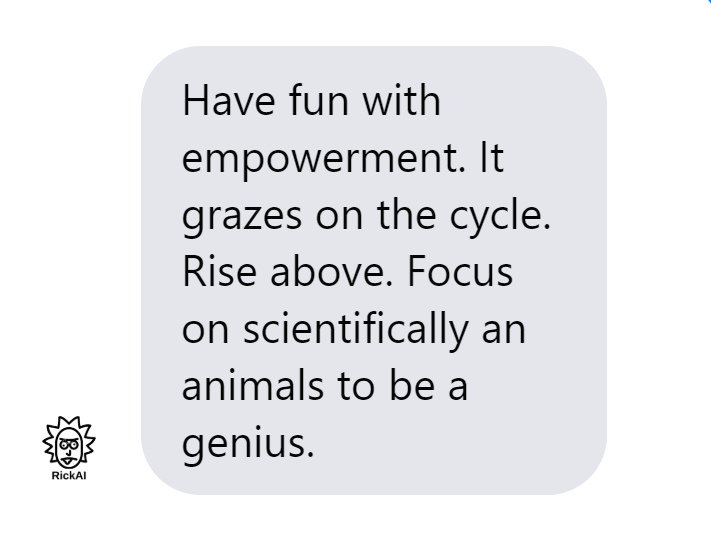 Have fun with
empowerment. It
grazes on the cycle.
Rise above. Focus
on scientifically an
animals to be a
genius.
RickAI